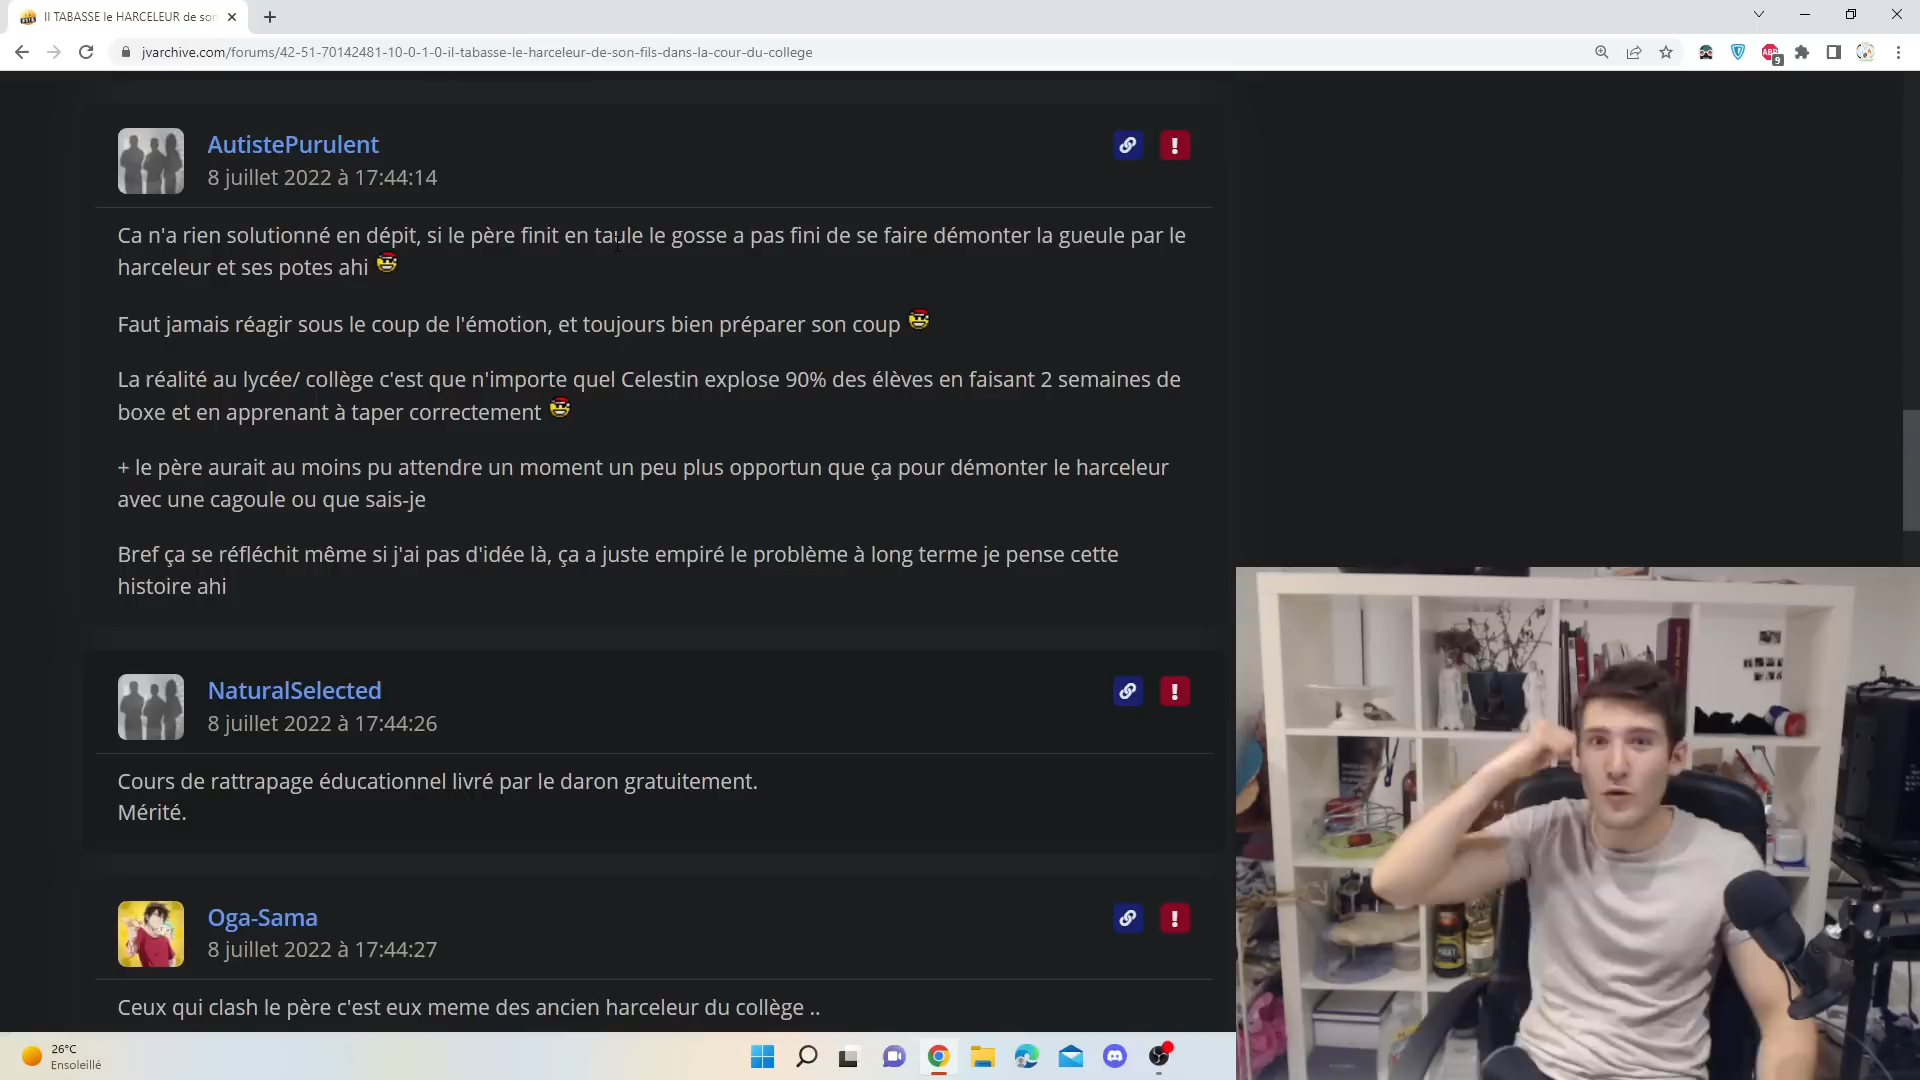 Il TABASSE le HARCELEUR de son
jvarchive.com/forums/42-51-70142481-10-0-1-0-il-tabasse-le-harceleur-de-son-fils-dans-la-cour-du-college
ABP
9
AutistePurulent
8 juillet 2022 à 17:44:14
Ca n'a rien solutionné en dépit, si le père finit en taule le gosse a pas fini de se faire démonter la gueule par le
harceleur et ses potes ahi
Faut jamais réagir sous le coup de l'émotion, et toujours bien préparer son coup
La réalité au lycée/ collège c'est que n'importe quel Celestin explose 90% des élèves en faisant 2 semaines de
boxe et en apprenant à taper correctement
+ le père aurait au moins pu attendre un moment un peu plus opportun que ça pour démonter le harceleur
avec une cagoule ou que sais-je
Bref ça se réfléchit même si j'ai pas d'idée là, ça a juste empiré le problème à long terme je pense cette
histoire ahi
NaturalSelected
8 juillet 2022 à 17:44:26
Cours de rattrapage éducationnel livré par le daron gratuitement.
Mérité.
Oga-Sama
8 juillet 2022 à 17:44:27
Ceux qui clash le père c'est eux meme des ancien harceleur du collège ..
26°C
Ensoleillé